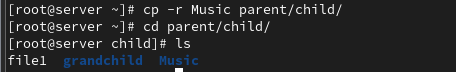 [root@server ~]# cp -r Music parent/child/
[root@server ~]# cd parent/child/
[root@server child]# ls
file1  grandchild  Music